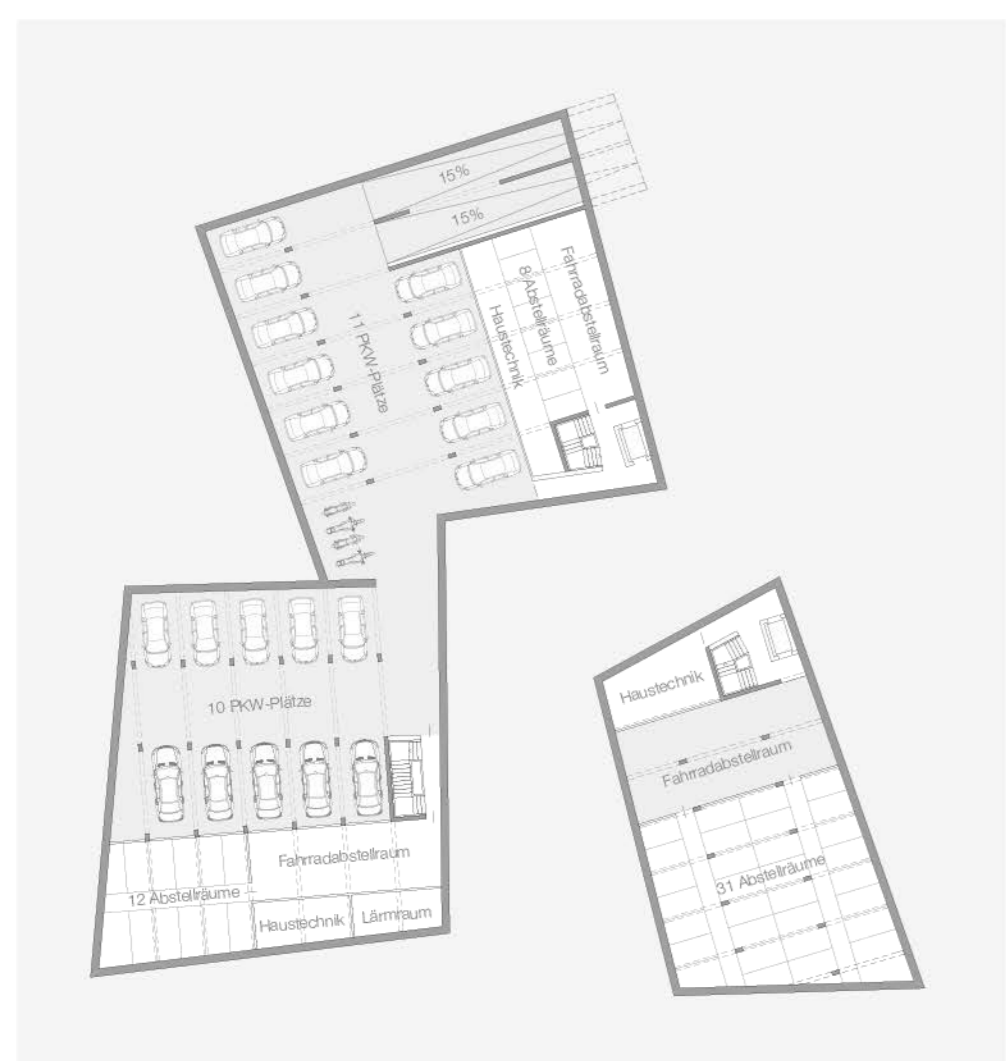 15%
15%
11 PKW-Plätze
Haustechnik
8 Abstellräume
Fahrradabstellraum
10 PKW-Plätze
12 Abstellräume
Fahrradabstellraum
Haustechnik
Lärmraum
Haustechnik
Fahrradabstellraum
31 Abstellräume